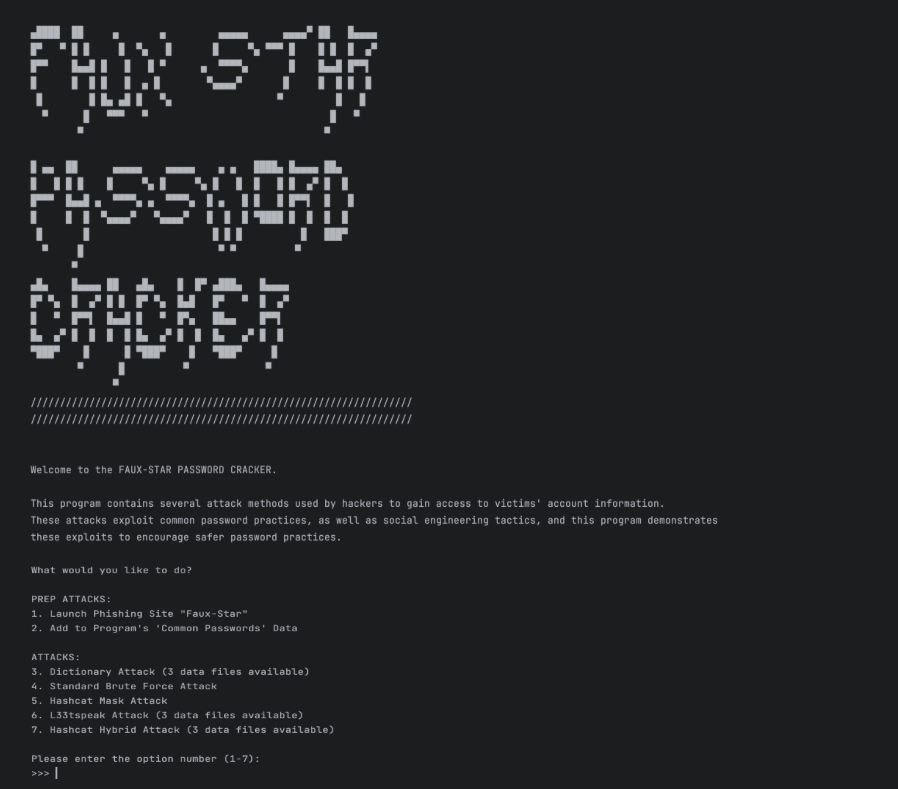 FAUX STAR
PASSWORD
CRACKER
/////////////////////////////////////////////////////////////////
/////////////////////////////////////////////////////////////////
Welcome to the FAUX-STAR PASSWORD CRACKER.
This program contains several attack methods used by hackers to gain access to victims' account information.
These attacks exploit common password practices, as well as social engineering tactics, and this program demonstrates
these exploits to encourage safer password practices.
What would you like to do?
PREP ATTACKS:
1. Launch Phishing Site "Faux-Star"
2. Add to Program's 'Common Passwords' Data
ATTACKS:
3. Dictionary Attack (3 data files available)
4. Standard Brute Force Attack
5. Hashcat Mask Attack
6. L33tspeak Attack (3 data files available)
7. Hashcat Hybrid Attack (3 data files available)
Please enter the option number (1-7):
>>>